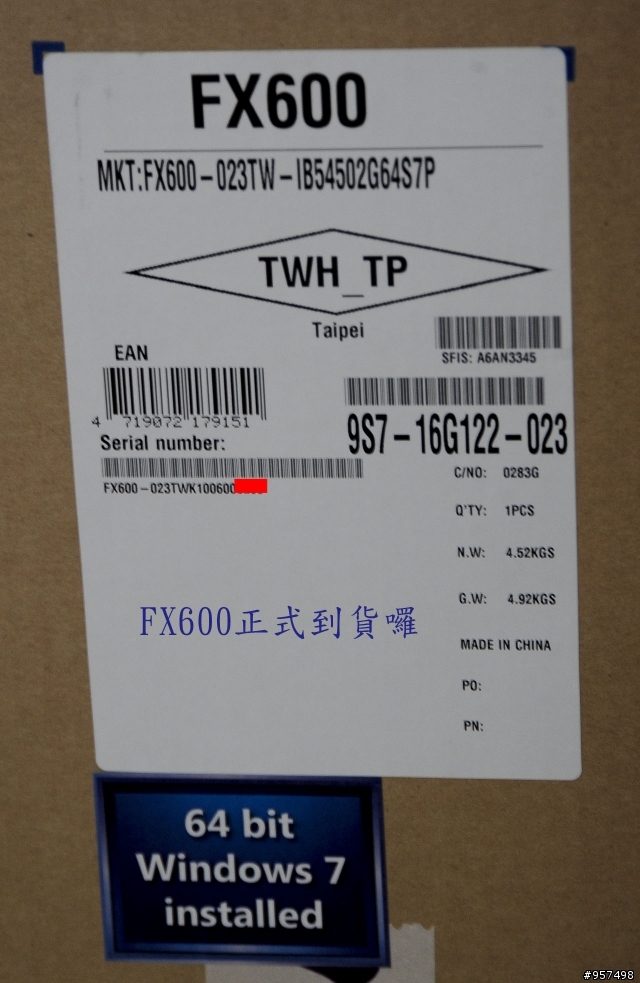 FX600
MKT:FX600-023TW-IB54502G64S7P
TWH_TP
Taipei
SFIS: A6AN3345
EAN
4 719072 179151
9S7-16G122-023
Serial number:
FX600-023TWK100600
C/NO: 0283G
Q'TY: 1PCS
N.W: 4.52KGS
G.W: 4.92KGS
FX600正式到貨囉
MADE IN CHINA
PO:
PN:
64 bit
Windows 7
installed
#957498